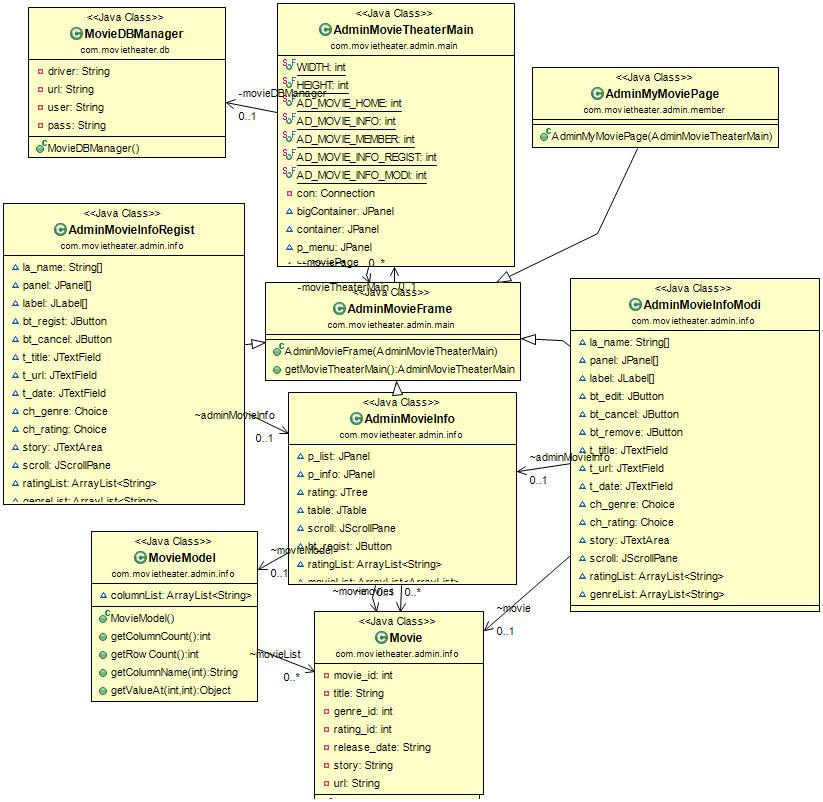 <<Java Class>>
MovieDBManager
com.movietheater.db
driver: String
url: String
user: String
pass: String
MovieDBManager()
<<Java Class>>
AdminMovieTheaterMain
com.movietheater.admin.main
WIDTH: int
HEIGHT: int
AD_MOVIE_HOME: int
AD_MOVIE_INFO: int
AD_MOVIE_MEMBER: int
AD_MOVIE_INFO_REGIST: int
AD_MOVIE_INFO_MODI: int
con: Connection
bigContainer: JPanel
container: JPanel
p_menu: JPanel
-movieDBManager
0..1
<<Java Class>>
AdminMyMoviePage
com.movietheater.admin.member
AdminMyMoviePage(AdminMovieTheaterMain)
~moviePage 0..*
-movieTheaterMain 0..1
<<Java Class>>
AdminMovieInfoRegist
com.movietheater.admin.info
la_name: String[]
panel: JPanel[]
label: JLabel[]
bt_regist: JButton
bt_cancel: JButton
t_title: JTextField
t_url: JTextField
t_date: JTextField
ch_genre: Choice
ch_rating: Choice
story: JTextArea
scroll: JScrollPane
ratingList: ArrayList<String>
genreList: ArrayList<String>
<<Java Class>>
AdminMovieFrame
com.movietheater.admin.main
AdminMovieFrame(AdminMovieTheaterMain)
getMovieTheaterMain():AdminMovieTheaterMain
<<Java Class>>
AdminMovieInfoModi
com.movietheater.admin.info
la_name: String[]
panel: JPanel[]
label: JLabel[]
bt_edit: JButton
bt_cancel: JButton
bt_remove: JButton
t_title: JTextField
t_url: JTextField
t_date: JTextField
ch_genre: Choice
ch_rating: Choice
story: JTextArea
scroll: JScrollPane
ratingList: ArrayList<String>
genreList: ArrayList<String>
~adminMovieInfo
0..1
<<Java Class>>
AdminMovieInfo
com.movietheater.admin.info
p_list: JPanel
p_info: JPanel
rating: JTree
table: JTable
scroll: JScrollPane
bt_regist: JButton
ratingList: ArrayList<String>
movieList: ArrayList<ArrayList>
~adminMovieInfo
0..1
~movieModel
0..1
<<Java Class>>
MovieModel
com.movietheater.admin.info
columnList: ArrayList<String>
MovieModel()
getColumnCount():int
getRowCount():int
getColumnName(int):String
getValueAt(int,int):Object
~movieList
0..*
0..1 0..*
~movie
0..1
<<Java Class>>
Movie
com.movietheater.admin.info
movie_id: int
title: String
genre_id: int
rating_id: int
release_date: String
story: String
url: String